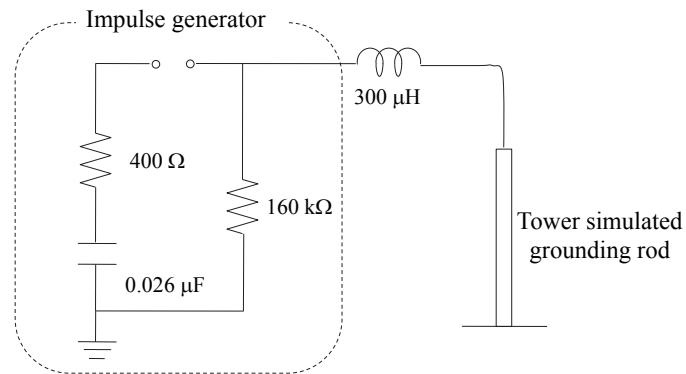 Impulse generator
300 μH
400 Ω
160 kΩ
Tower simulated
grounding rod
0.026 μF